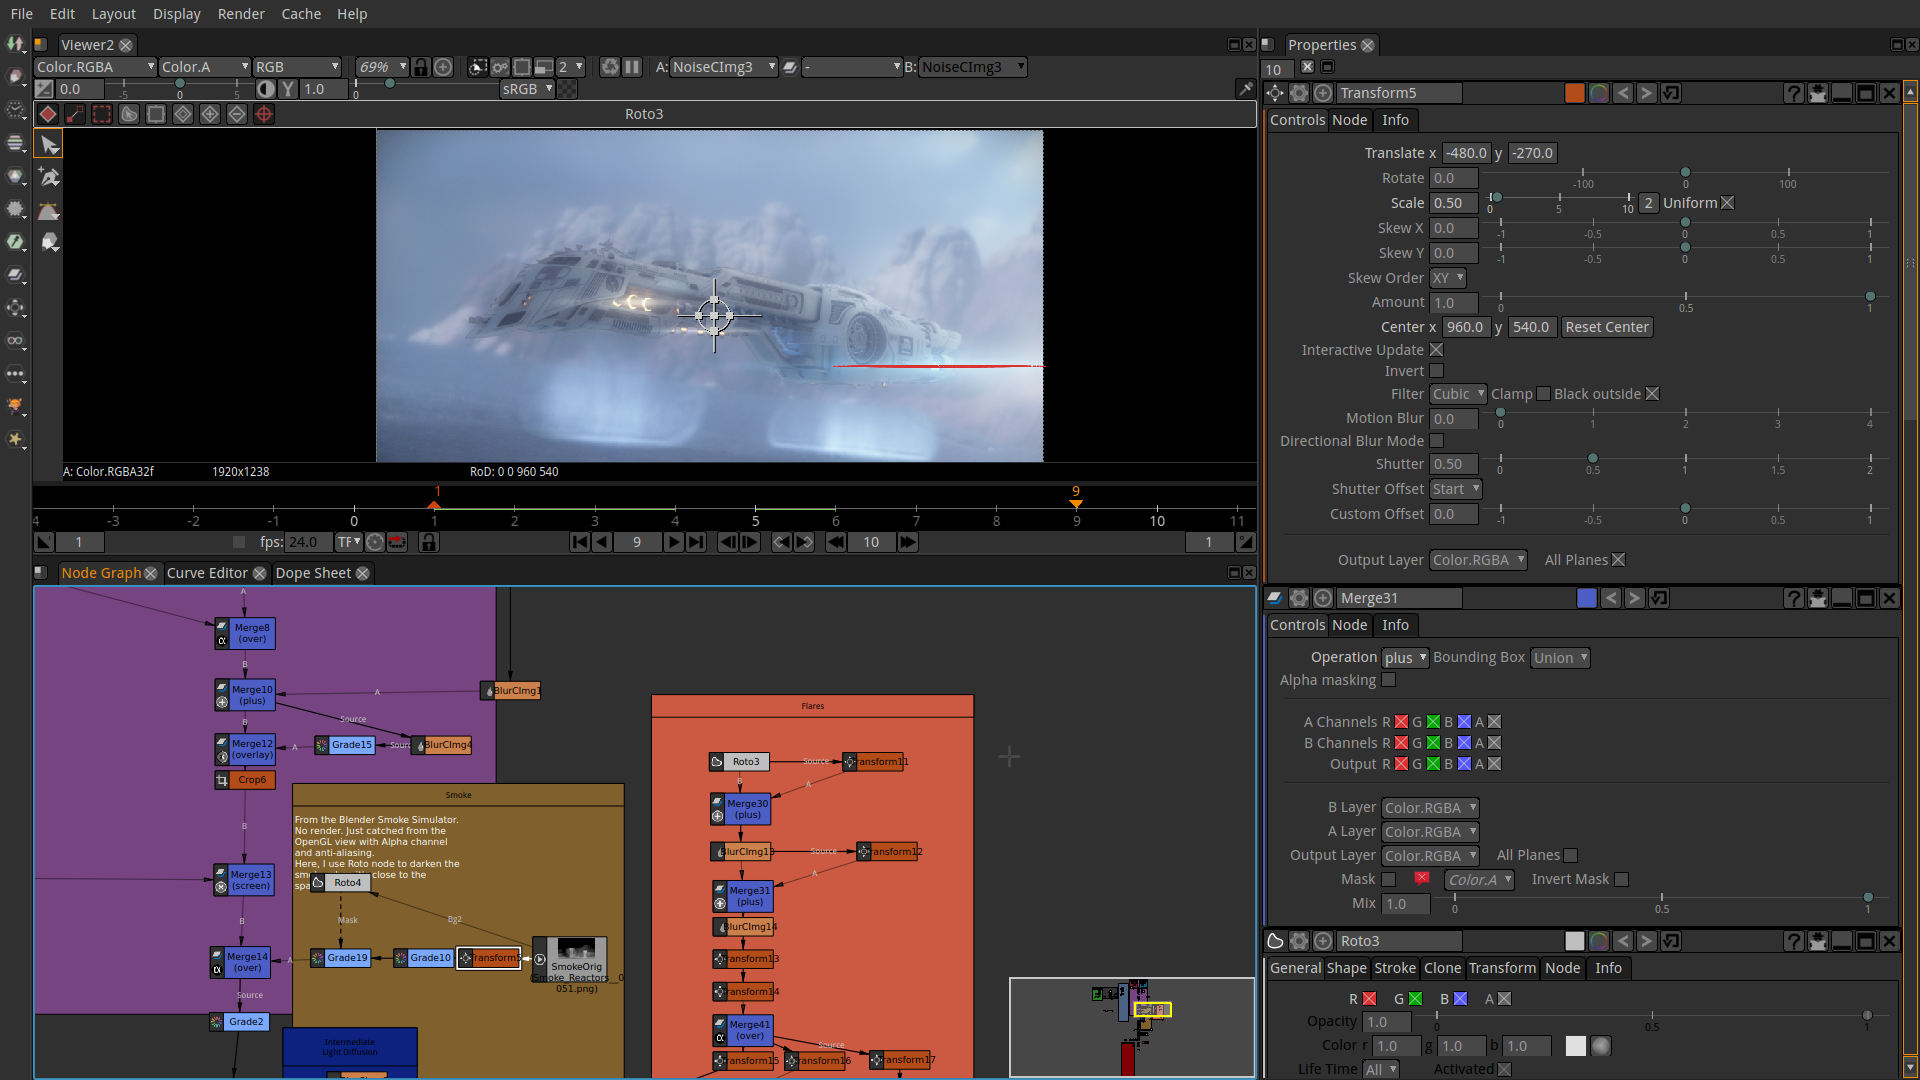 File Edit Layout Display Render Cache Help
Viewer2
Color.RGBA Color.A RGB 69% 2 A: NoiseCImg3 - B: NoiseCImg3
0.0 -5 0 5 Y 1.0 0 sRGB
Roto3
A: Color.RGBA32f 1920x1238 RoD: 0 0 960 540
1 9
4 -3 -2 -1 0 1 2 3 4 5 6 7 8 9 10 11
1 fps: 24.0 TF 9 10 1
Node Graph Curve Editor Dope Sheet
A
Merge8
(over)
B
Merge10
(plus)
A
BlurCImg1
Source
B
Merge12
(overlay)
A
Grade15
Sour
BlurCImg4
Crop6
B
Merge13
(screen)
B
Merge14
(over)
A
Source
Grade2
Smoke
From the Blender Smoke Simulator.
No render. Just catched from the
OpenGL view with Alpha channel
and anti-aliasing.
Here, I use Roto node to darken the
close to the
spa
Roto4
Mask
Bg2
Grade19
Grade10
ransform5
SmokeOrig
(Smoke_Reactors__0
051.png)
Intermediate
Light Diffusion
Flares
Roto3
Source
ransform11
B
A
Merge30
(plus)
BlurCImg13
Source
ransform12
A
Merge31
(plus)
BlurCImg14
ransform13
ransform14
Merge41
(over)
Source
ransform15
ransform16
ransform17
Properties
10
Transform5
Controls Node Info
Translate x -480.0 y -270.0
Rotate 0.0 -100 0 100
Scale 0.50 0 5 10 2 Uniform
Skew X 0.0 -1 -0.5 0 0.5 1
Skew Y 0.0 -1 -0.5 0 0.5 1
Skew Order XY
Amount 1.0 0 0.5 1
Center x 960.0 y 540.0 Reset Center
Interactive Update
Invert
Filter Cubic Clamp Black outside
Motion Blur 0.0 0 1 2 3 4
Directional Blur Mode
Shutter 0.50 0 0.5 1 1.5 2
Shutter Offset Start
Custom Offset 0.0 -1 -0.5 0 0.5 1
Output Layer Color.RGBA All Planes
Merge31
Controls Node Info
Operation plus Bounding Box Union
Alpha masking
A Channels R G B A
B Channels R G B A
Output R G B A
B Layer Color.RGBA
A Layer Color.RGBA
Output Layer Color.RGBA All Planes
Mask Color.A Invert Mask
Mix 1.0 0 0.5 1
Roto3
General Shape Stroke Clone Transform Node Info
R G B A
Opacity 1.0 0 0.5 1
Color r 1.0 g 1.0 b 1.0
Life Time All Activated